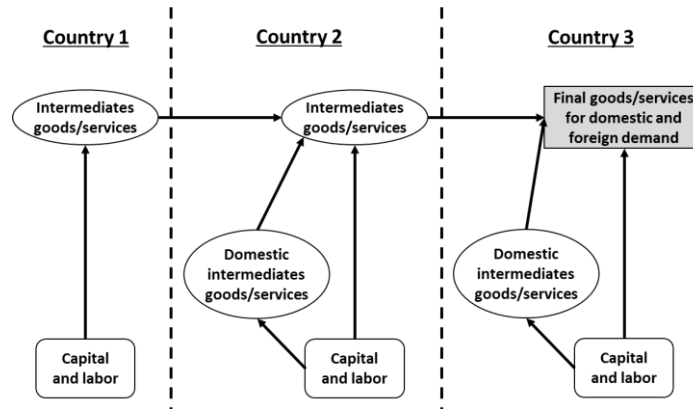 Country 1
Country 2
Country 3
Intermediates
goods/services
Intermediates
goods/services
Final goods/services
for domestic and
foreign demand
Domestic
intermediates
goods/services
Domestic
intermediates
goods/services
Capital
and labor
Capital
and labor
Capital
and labor